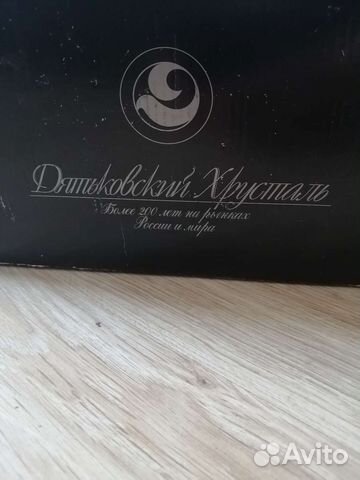 Дятьковский Хрусталь
Более 200 лет на рынках
России и мира
Avito